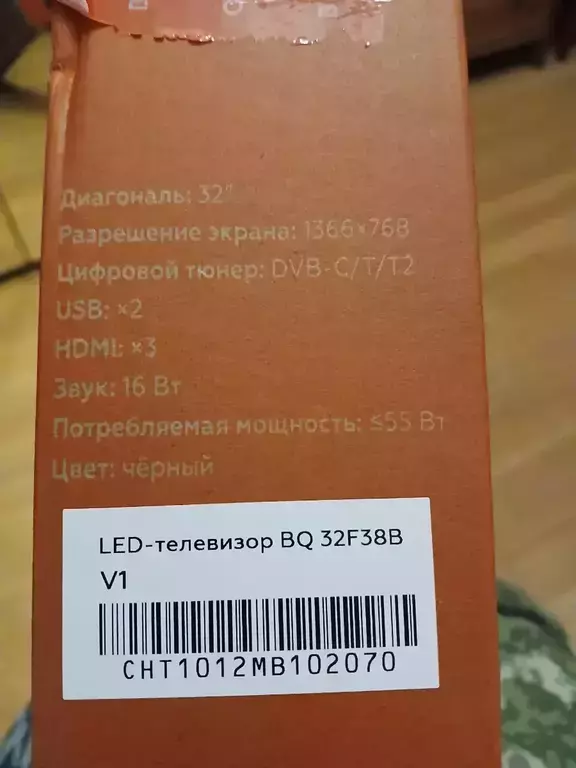 Диагональ: 32"
Разрешение экрана: 1366×768
Цифровой тюнер: DVB-C/T/T2
USB: ×2
HDMI: ×3
Звук: 16 Вт
Потребляемая мощность: ≤55 Вт
Цвет: чёрный
LED-телевизор BQ 32F38B
V1
CHT1012MB102070